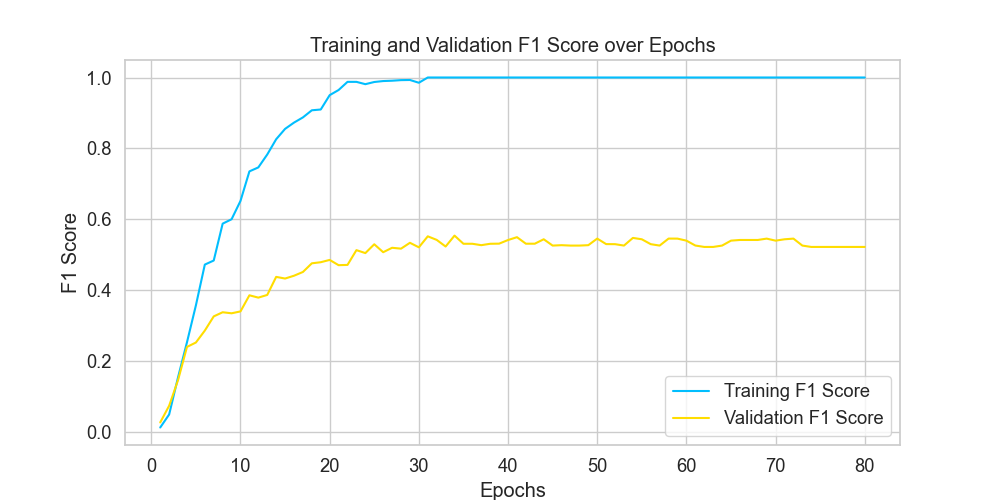 Training and Validation F1 Score over Epochs
F1 Score
1.0
0.8
0.6
0.4
0.2
0.0
0 10 20 30 40 50 60 70 80
Epochs
Training F1 Score
Validation F1 Score